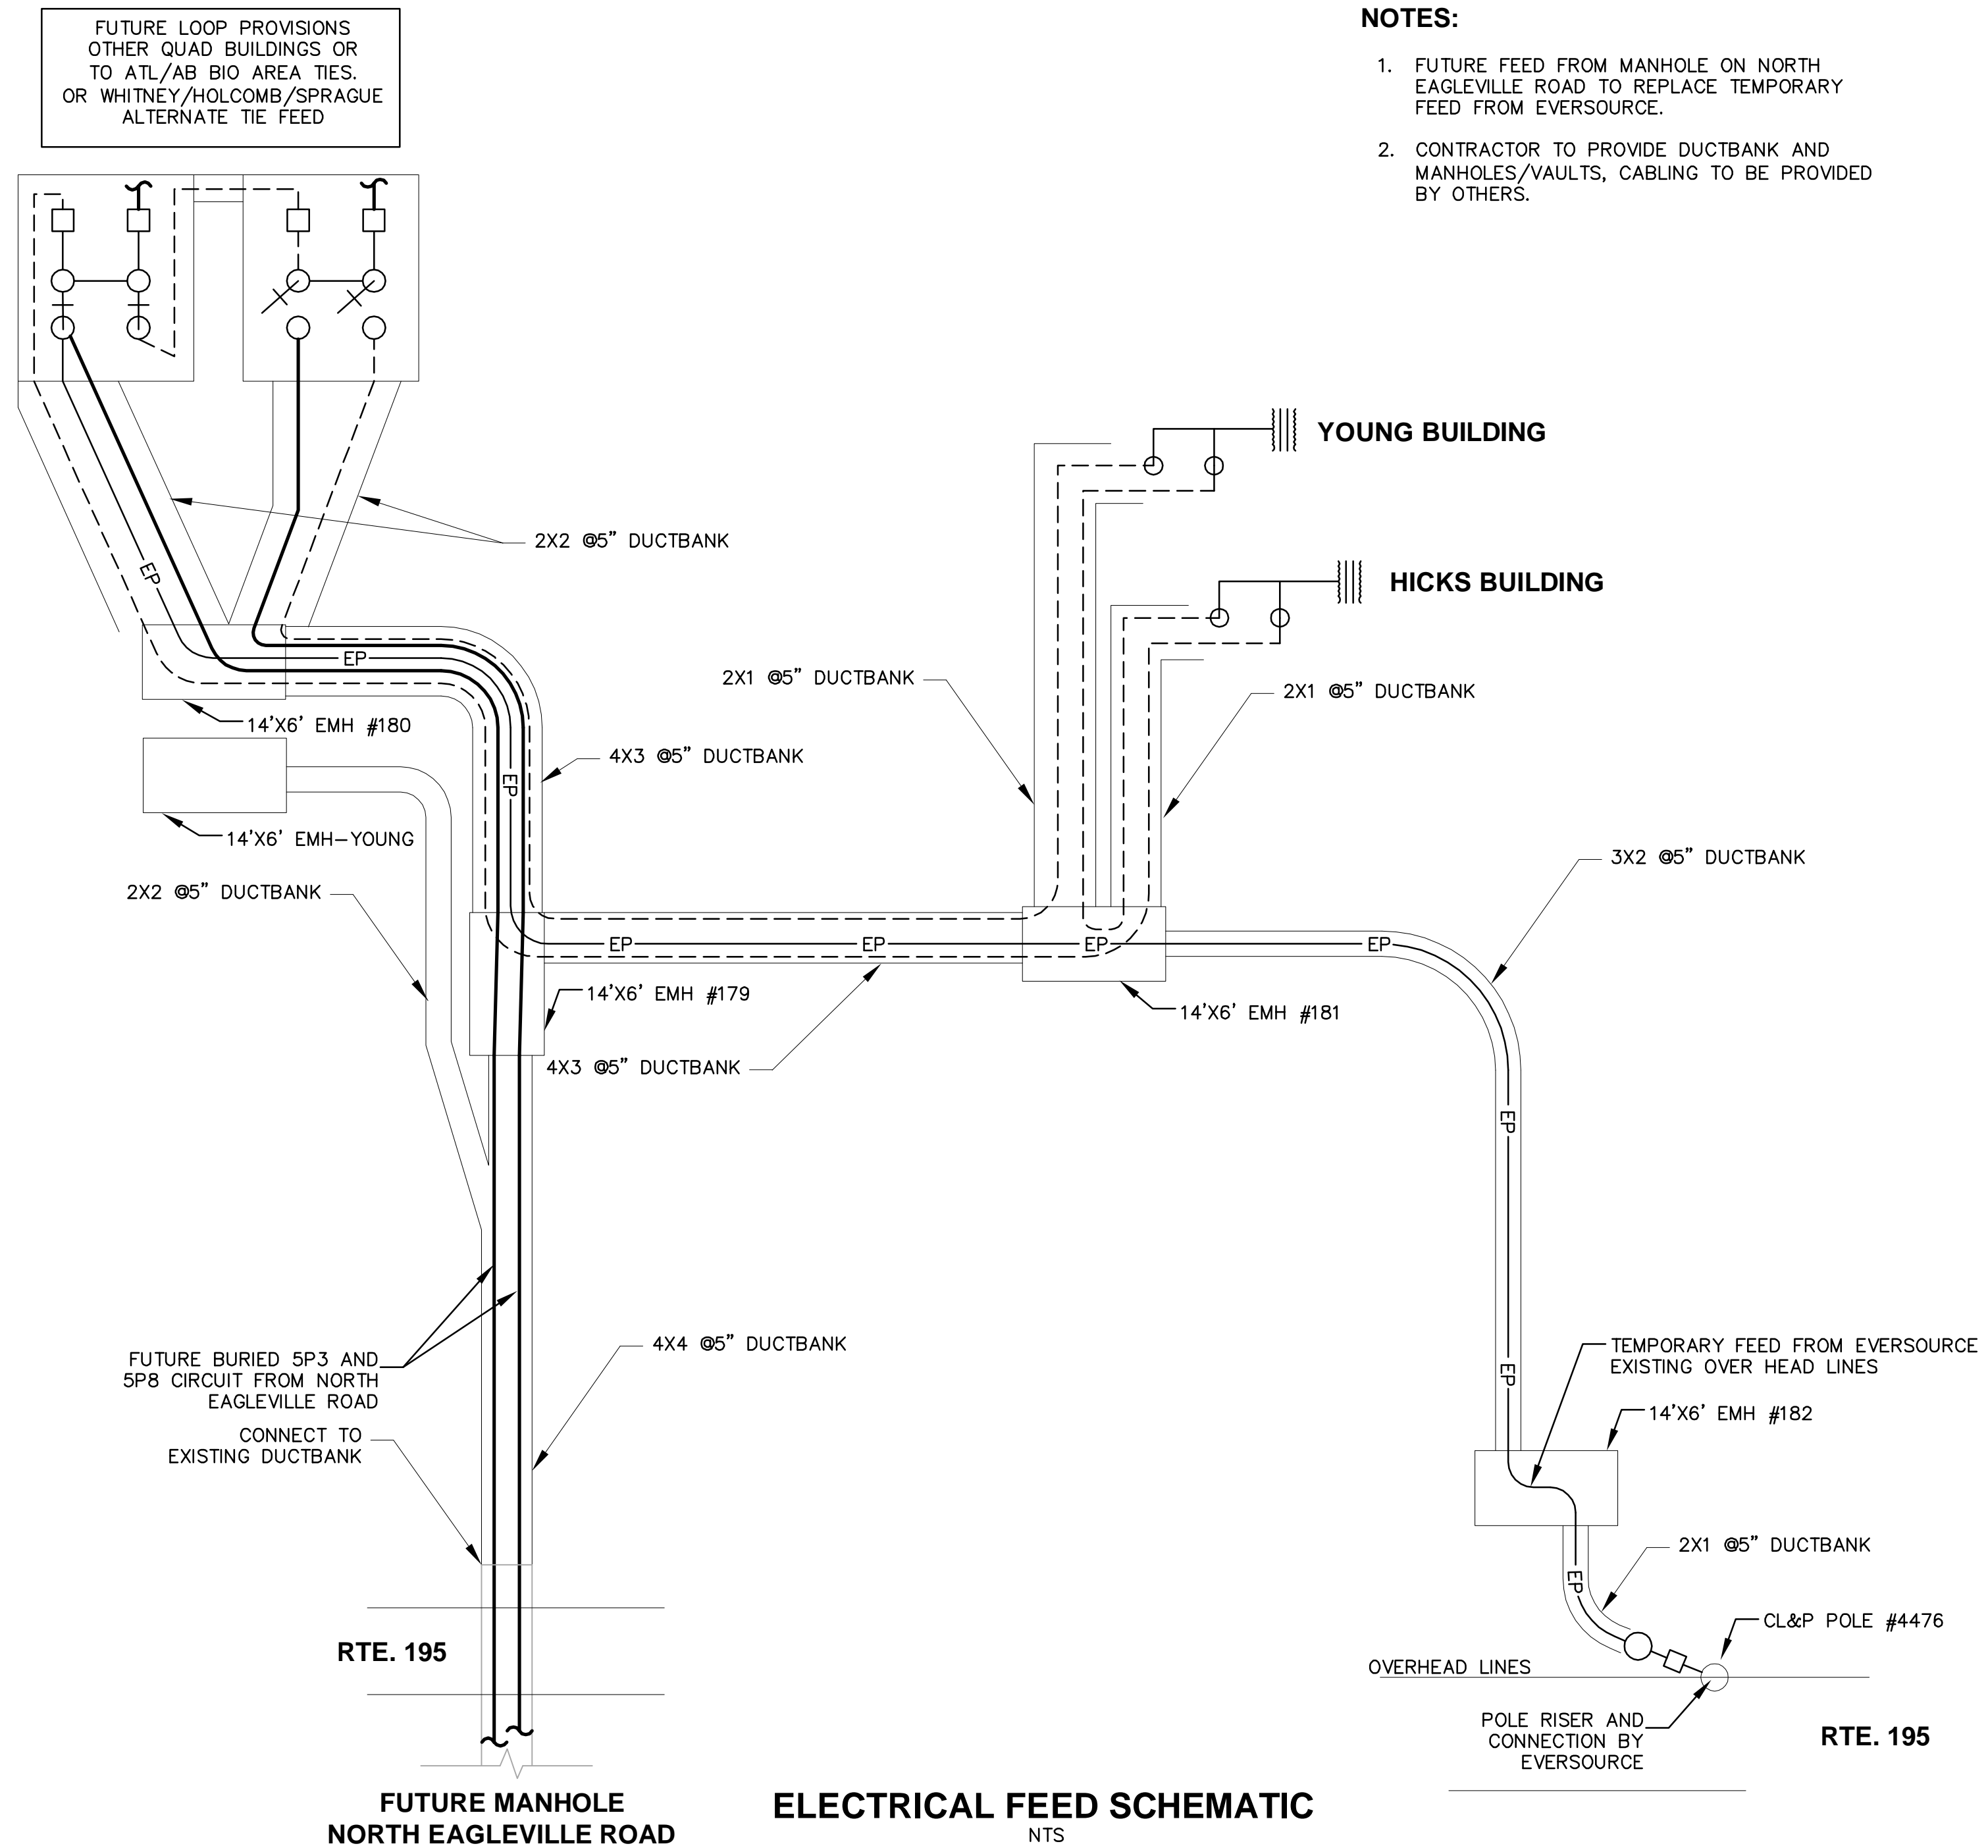 FUTURE LOOP PROVISIONS
OTHER QUAD BUILDINGS OR
TO ATL/AB BIO AREA TIES.
OR WHITNEY/HOLCOMB/SPRAGUE
ALTERNATE TIE FEED
NOTES:
1. FUTURE FEED FROM MANHOLE ON NORTH
EAGLEVILLE ROAD TO REPLACE TEMPORARY
FEED FROM EVERSOURCE.
2. CONTRACTOR TO PROVIDE DUCTBANK AND
MANHOLES/VAULTS, CABLING TO BE PROVIDED
BY OTHERS.
YOUNG BUILDING
2X2 @5" DUCTBANK
EP
HICKS BUILDING
EP
2X1 @5" DUCTBANK
2X1 @5" DUCTBANK
14'X6' EMH #180
4X3 @5" DUCTBANK
EP
14'X6' EMH-YOUNG
3X2 @5" DUCTBANK
2X2 @5" DUCTBANK
EP
EP
EP
EP
14'X6' EMH #179
14'X6' EMH #181
4X3 @5" DUCTBANK
EP
4X4 @5" DUCTBANK
FUTURE BURIED 5P3 AND
5P8 CIRCUIT FROM NORTH
EAGLEVILLE ROAD
TEMPORARY FEED FROM EVERSOURCE
EXISTING OVER HEAD LINES
EP
14'X6' EMH #182
CONNECT TO
EXISTING DUCTBANK
2X1 @5" DUCTBANK
EP
CL&P POLE #4476
RTE. 195
OVERHEAD LINES
POLE RISER AND
CONNECTION BY
EVERSOURCE
RTE. 195
FUTURE MANHOLE
NORTH EAGLEVILLE ROAD
ELECTRICAL FEED SCHEMATIC
NTS